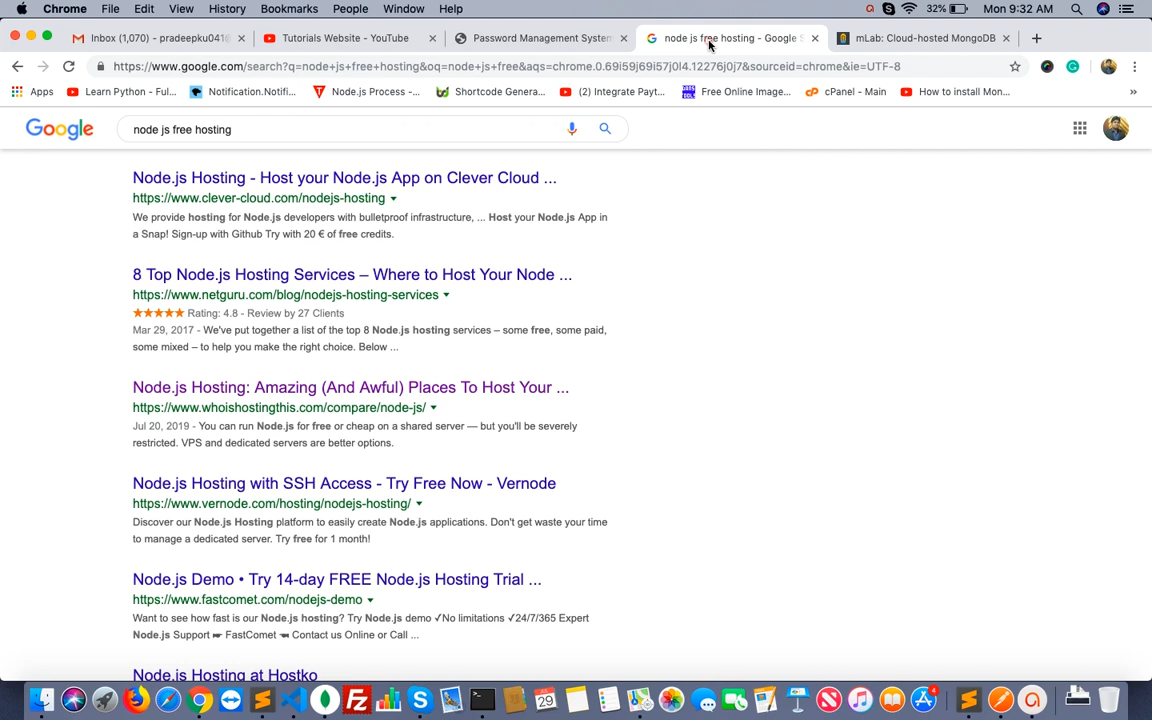 Chrome File Edit View History Bookmarks People Window Help 32% Mon 9:32 AM
Inbox (1,070) - pradeepku041 Tutorials Website - YouTube Password Management System node js free hosting - Google S mLab: Cloud-hosted MongoDB
https://www.google.com/search?q=node+js+free+hosting&oq=node+js+free&aqs=chrome.0.69i59j69i57j0l4.12276j0j7&sourceid=chrome&ie=UTF-8
Apps Learn Python - Ful... Notification.Notifi... Node.js Process -... Shortcode Genera... (2) Integrate Payt... Free Online Image... cPanel - Main How to install Mon... »
Google node js free hosting
Node.js Hosting - Host your Node.js App on Clever Cloud ...
https://www.clever-cloud.com/nodejs-hosting
We provide hosting for Node.js developers with bulletproof infrastructure, ... Host your Node.js App in
a Snap! Sign-up with Github Try with 20 € of free credits.
8 Top Node.js Hosting Services – Where to Host Your Node ...
https://www.netguru.com/blog/nodejs-hosting-services
★★★★★ Rating: 4.8 - Review by 27 Clients
Mar 29, 2017 - We've put together a list of the top 8 Node.js hosting services – some free, some paid,
some mixed – to help you make the right choice. Below ...
Node.js Hosting: Amazing (And Awful) Places To Host Your ...
https://www.whoishostingthis.com/compare/node-js/
Jul 20, 2019 - You can run Node.js for free or cheap on a shared server — but you'll be severely
restricted. VPS and dedicated servers are better options.
Node.js Hosting with SSH Access - Try Free Now - Vernode
https://www.vernode.com/hosting/nodejs-hosting/
Discover our Node.js Hosting platform to easily create Node.js applications. Don't get waste your time
to manage a dedicated server. Try free for 1 month!
Node.js Demo • Try 14-day FREE Node.js Hosting Trial ...
https://www.fastcomet.com/nodejs-demo
Want to see how fast is our Node.js hosting? Try Node.js demo ✓No limitations ✓24/7/365 Expert
Node.js Support ☛ FastComet ☚ Contact us Online or Call ...
Node.js Hosting at Hostko